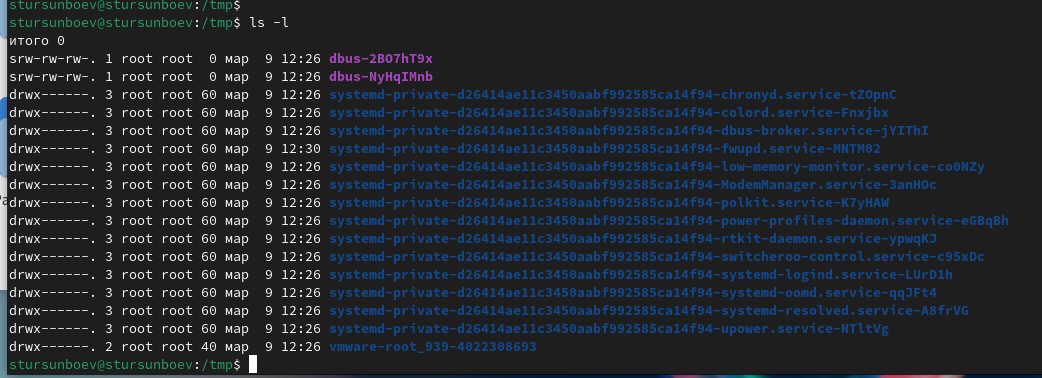 stursunboev@stursunboev:/tmp$
stursunboev@stursunboev:/tmp$ ls -l
итого 0
srw-rw-rw-. 1 root root  0 мар  9 12:26 dbus-2BO7hT9x
srw-rw-rw-. 1 root root  0 мар  9 12:26 dbus-NyHqIMnb
drwx------. 3 root root 60 мар  9 12:26 systemd-private-d26414ae11c3450aabf992585ca14f94-chronyd.service-tZOpnC
drwx------. 3 root root 60 мар  9 12:26 systemd-private-d26414ae11c3450aabf992585ca14f94-colord.service-Fnxjbx
drwx------. 3 root root 60 мар  9 12:26 systemd-private-d26414ae11c3450aabf992585ca14f94-dbus-broker.service-jYIThI
drwx------. 3 root root 60 мар  9 12:30 systemd-private-d26414ae11c3450aabf992585ca14f94-fwupd.service-MNTM02
drwx------. 3 root root 60 мар  9 12:26 systemd-private-d26414ae11c3450aabf992585ca14f94-low-memory-monitor.service-co0NZy
drwx------. 3 root root 60 мар  9 12:26 systemd-private-d26414ae11c3450aabf992585ca14f94-ModemManager.service-3anHOc
drwx------. 3 root root 60 мар  9 12:26 systemd-private-d26414ae11c3450aabf992585ca14f94-polkit.service-K7yHAW
drwx------. 3 root root 60 мар  9 12:26 systemd-private-d26414ae11c3450aabf992585ca14f94-power-profiles-daemon.service-eGBqBh
drwx------. 3 root root 60 мар  9 12:26 systemd-private-d26414ae11c3450aabf992585ca14f94-rtkit-daemon.service-ypwqKJ
drwx------. 3 root root 60 мар  9 12:26 systemd-private-d26414ae11c3450aabf992585ca14f94-switcheroo-control.service-c95xDc
drwx------. 3 root root 60 мар  9 12:26 systemd-private-d26414ae11c3450aabf992585ca14f94-systemd-logind.service-LUrD1h
drwx------. 3 root root 60 мар  9 12:26 systemd-private-d26414ae11c3450aabf992585ca14f94-systemd-oomd.service-qqJFt4
drwx------. 3 root root 60 мар  9 12:26 systemd-private-d26414ae11c3450aabf992585ca14f94-systemd-resolved.service-A8frVG
drwx------. 3 root root 60 мар  9 12:26 systemd-private-d26414ae11c3450aabf992585ca14f94-upower.service-NTltVg
drwx------. 2 root root 40 мар  9 12:26 vmware-root_939-4022308693
stursunboev@stursunboev:/tmp$